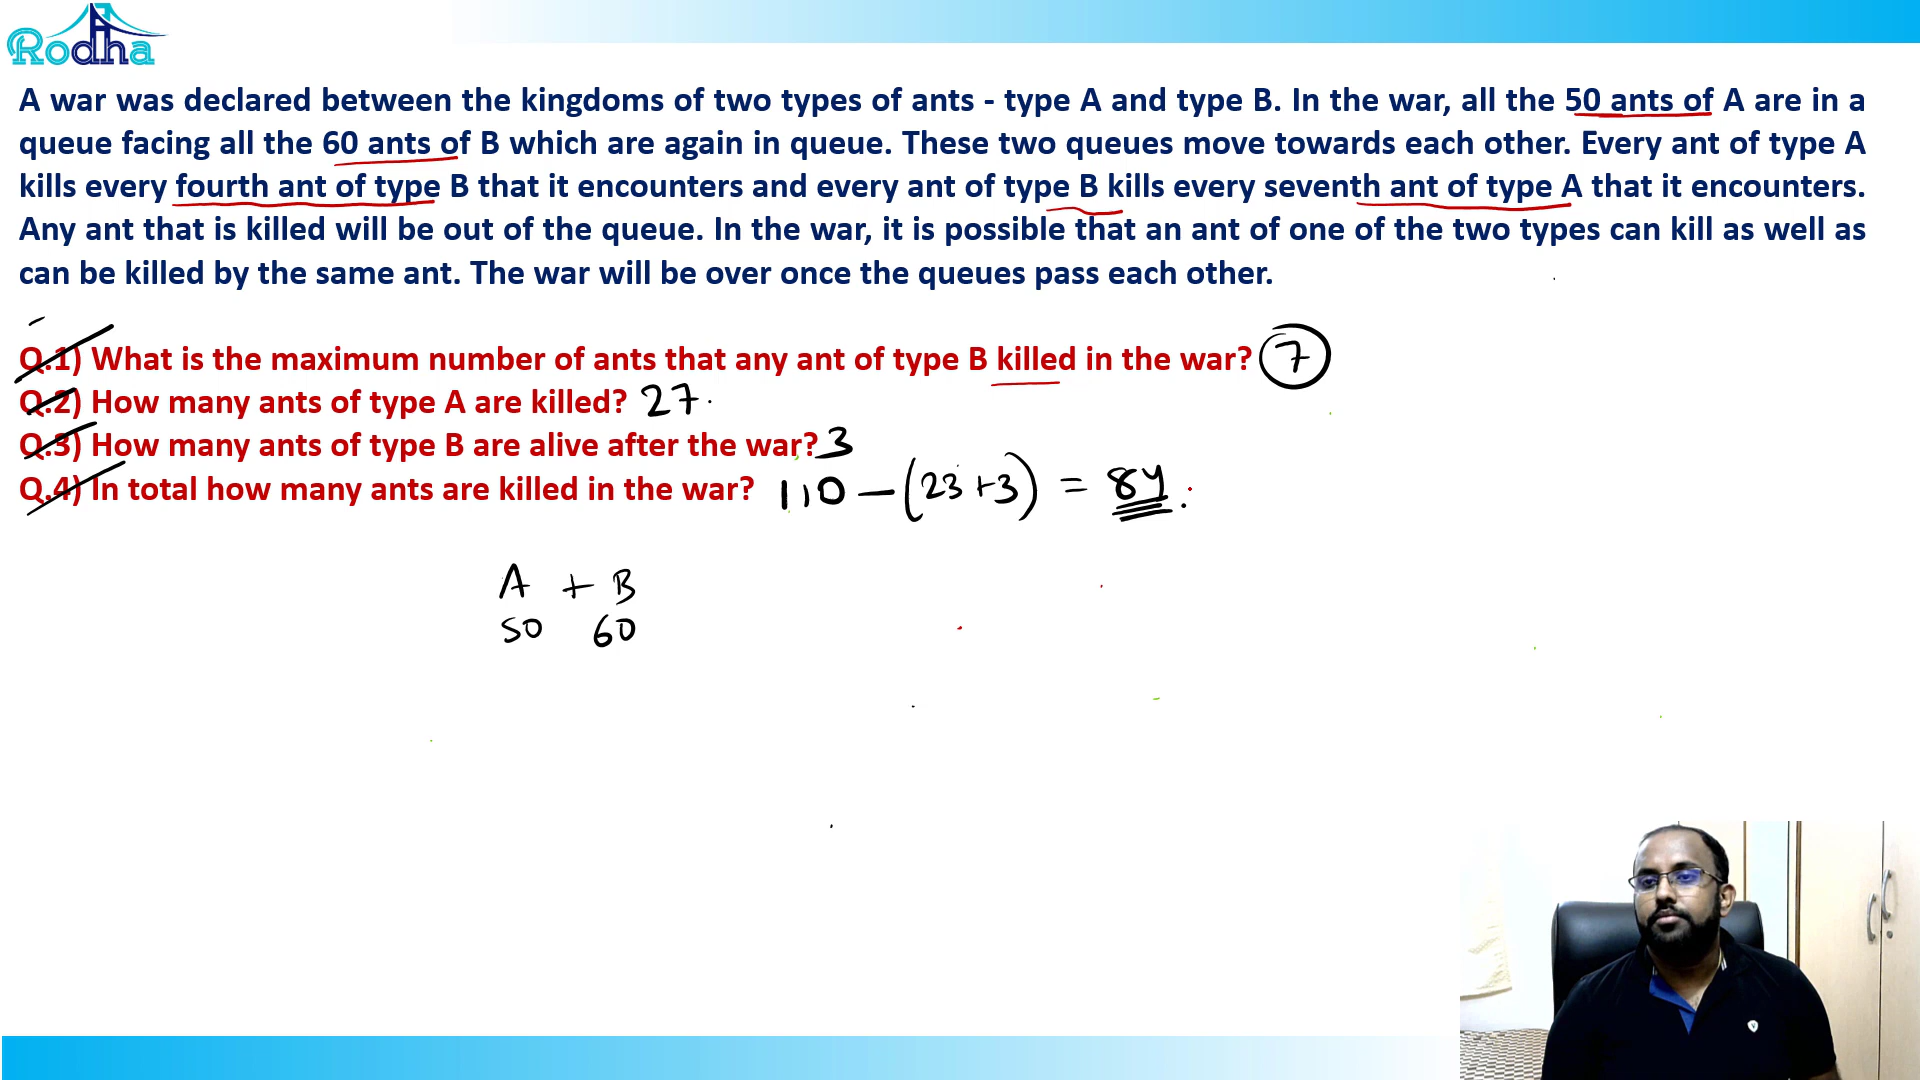 Rodha
A war was declared between the kingdoms of two types of ants - type A and type B. In the war, all the 50 ants of A are in a
queue facing all the 60 ants of B which are again in queue. These two queues move towards each other. Every ant of type A
kills every fourth ant of type B that it encounters and every ant of type B kills every seventh ant of type A that it encounters.
Any ant that is killed will be out of the queue. In the war, it is possible that an ant of one of the two types can kill as well as
can be killed by the same ant. The war will be over once the queues pass each other.
Q.1) What is the maximum number of ants that any ant of type B killed in the war? 7
Q.2) How many ants of type A are killed? 27
Q.3) How many ants of type B are alive after the war? 3
Q.4) In total how many ants are killed in the war? 110 - (23+3) = 84
A + B
50 60